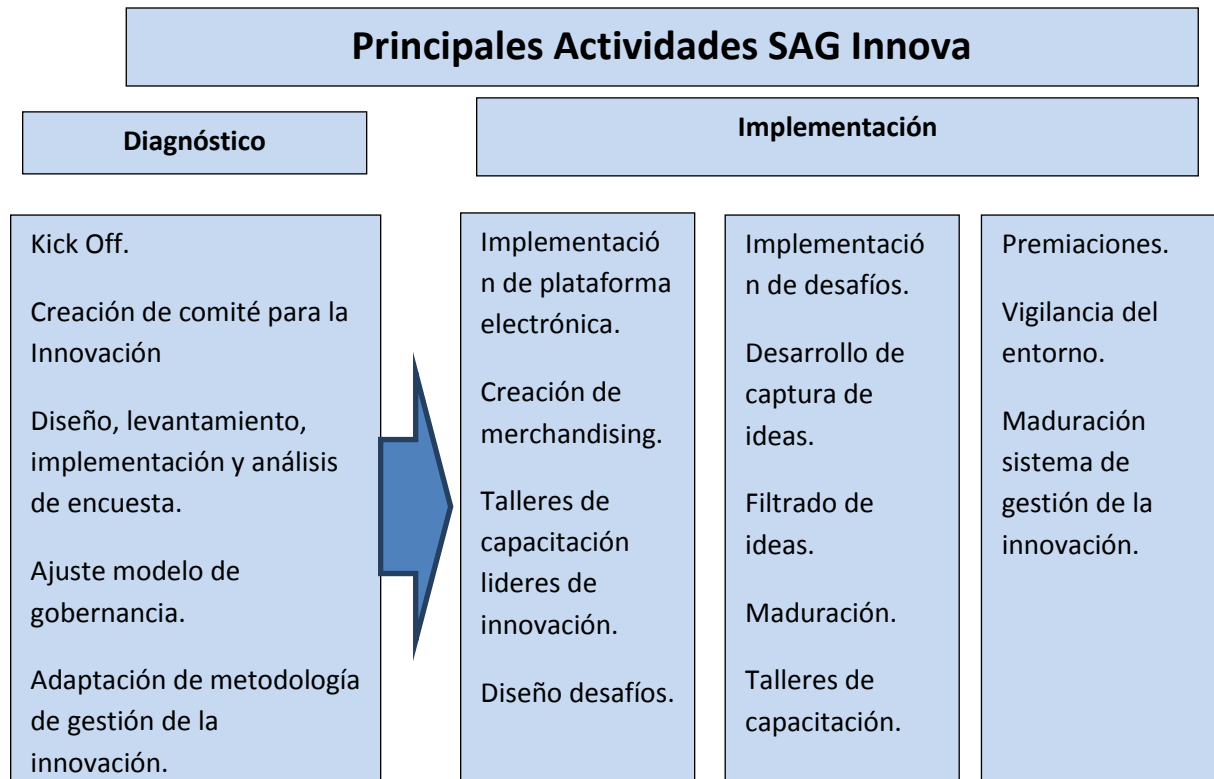 Principales Actividades SAG Innova
Diagnóstico
Implementación
Kick Off.
Creación de comité para la
Innovación
Diseño, levantamiento,
implementación y análisis
de encuesta.
Ajuste modelo de
gobernancia.
Adaptación de metodología
de gestión de la
innovación.
Implementació
n de plataforma
electrónica.
Creación de
merchandising.
Talleres de
capacitación
lideres de
innovación.
Diseño desafíos.
Implementació
n de desafíos.
Desarrollo de
captura de
ideas.
Filtrado de
ideas.
Maduración.
Talleres de
capacitación.
Premiaciones.
Vigilancia del
entorno.
Maduración
sistema de
gestión de la
innovación.